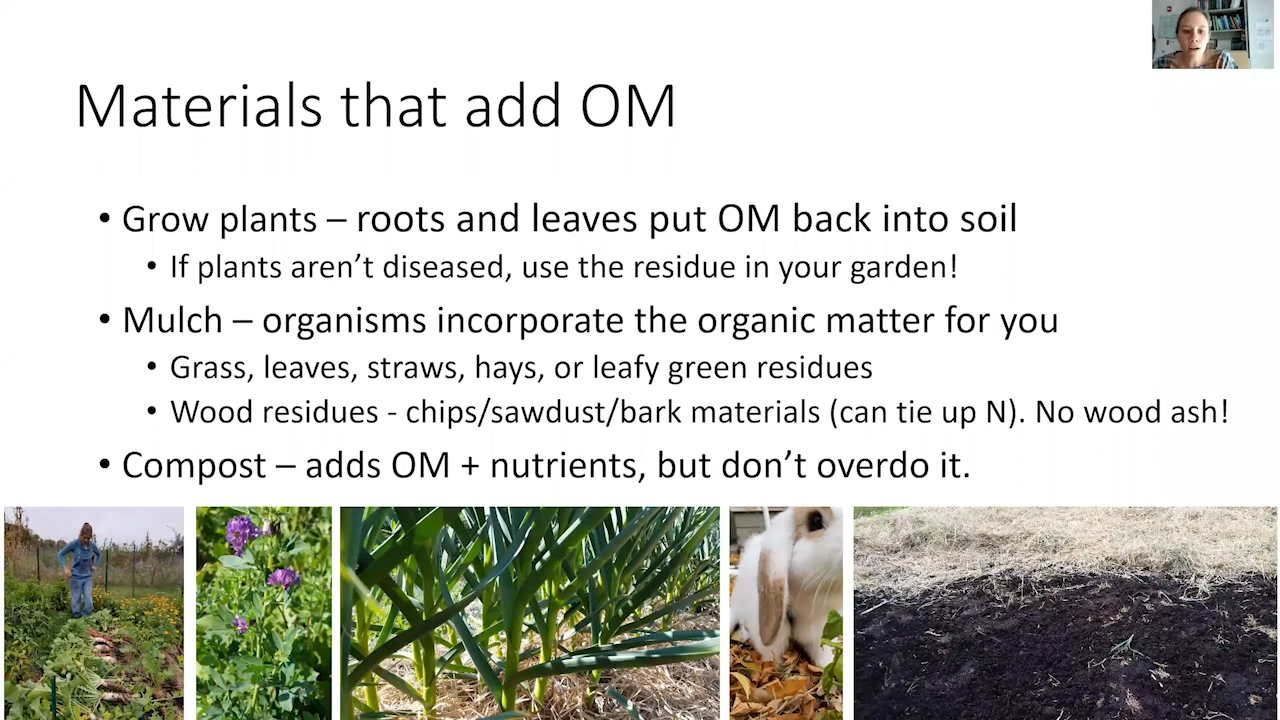 Materials that add OM
• Grow plants – roots and leaves put OM back into soil
• If plants aren’t diseased, use the residue in your garden!
• Mulch – organisms incorporate the organic matter for you
• Grass, leaves, straws, hays, or leafy green residues
• Wood residues - chips/sawdust/bark materials (can tie up N). No wood ash!
• Compost – adds OM + nutrients, but don’t overdo it.